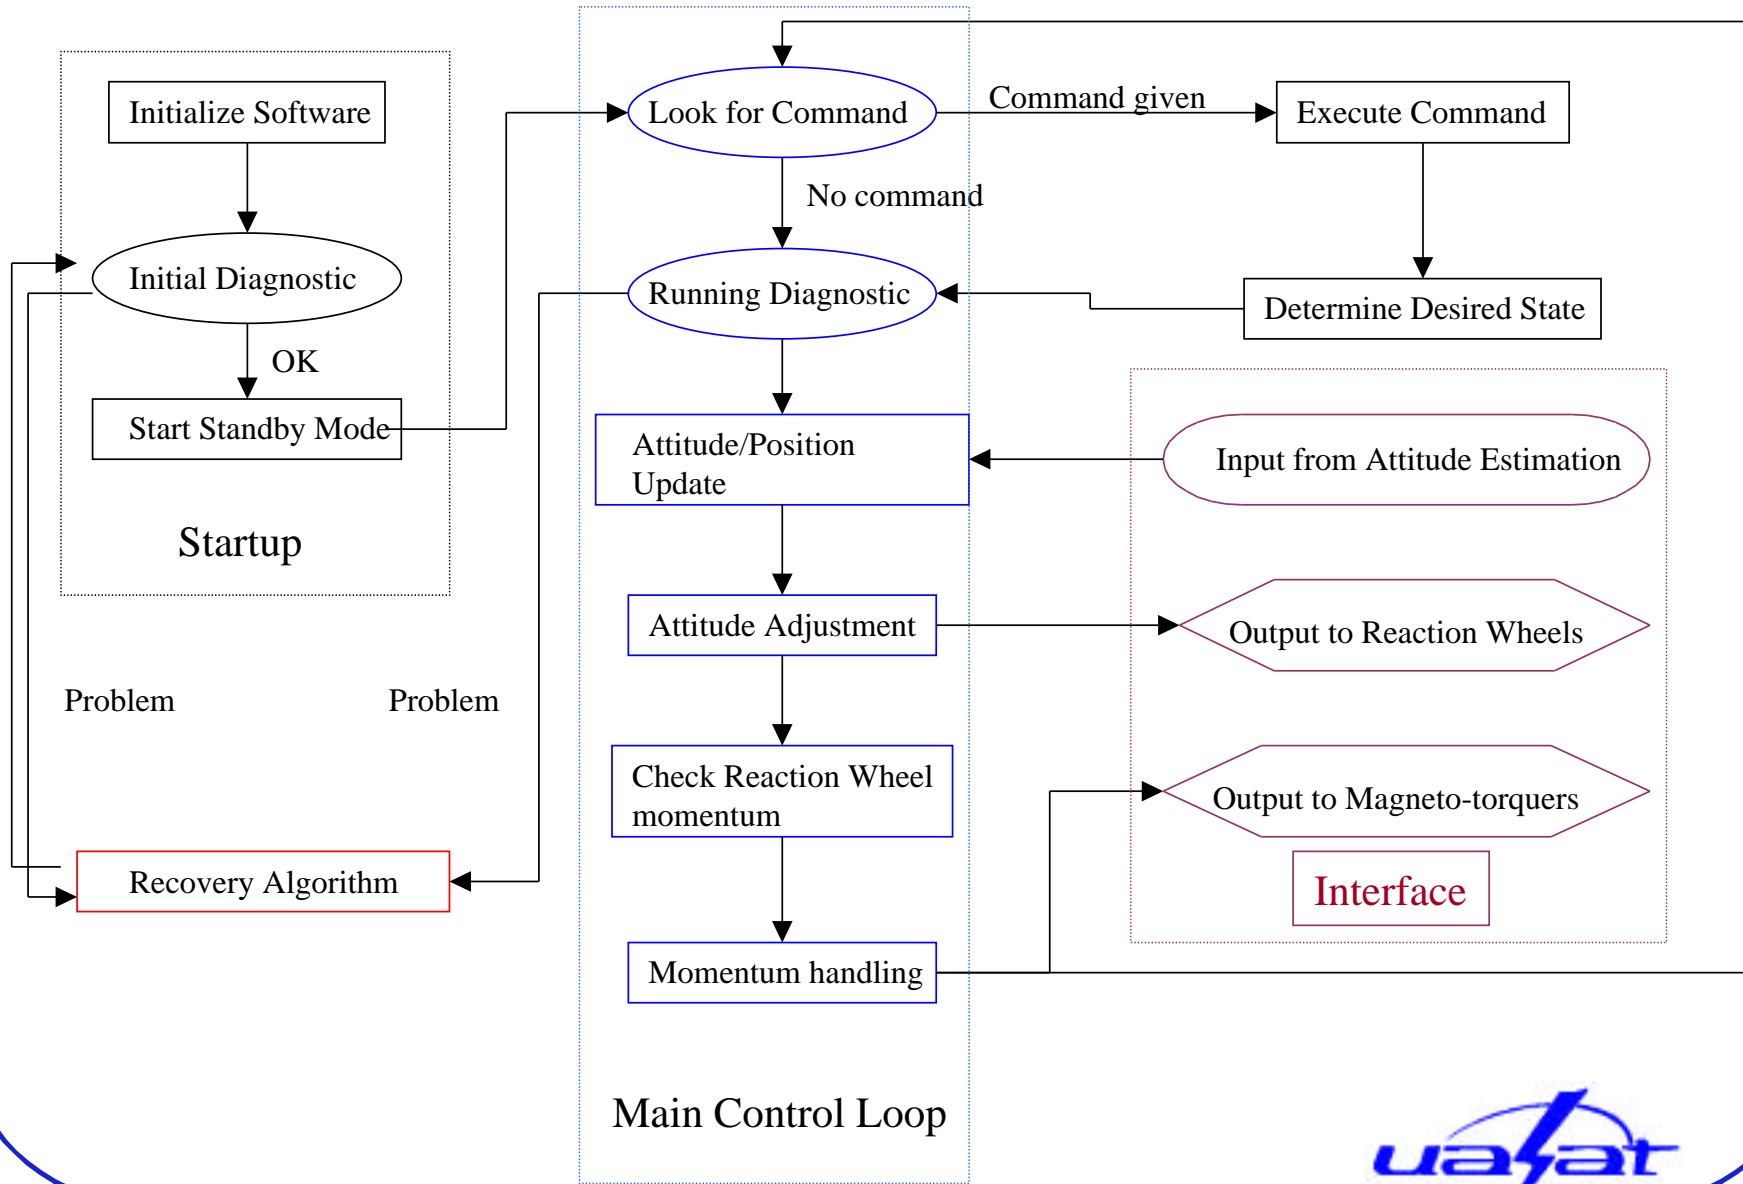 Initialize Software
Initial Diagnostic
OK
Start Standby Mode
Startup
Problem
Problem
Recovery Algorithm
Look for Command
Command given
Execute Command
No command
Running Diagnostic
Determine Desired State
Attitude/Position
Update
Input from Attitude Estimation
Attitude Adjustment
Output to Reaction Wheels
Check Reaction Wheel
momentum
Output to Magneto-torquers
Interface
Momentum handling
Main Control Loop
uasat